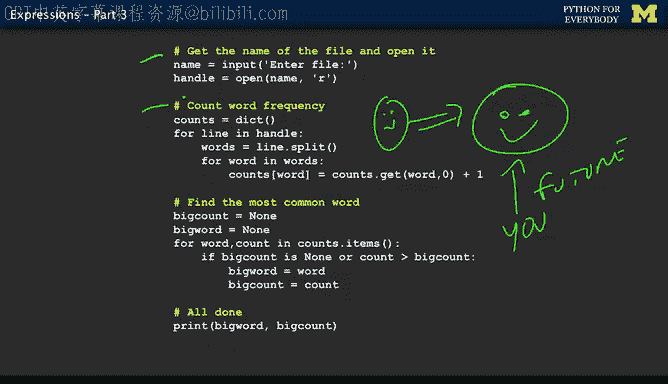 Expressions - Part 3
PYTHON FOR
EVERYBODY
# Get the name of the file and open it
name = input('Enter file:')
handle = open(name, 'r')
# Count word frequency
counts = dict()
for line in handle:
    words = line.split()
    for word in words:
        counts[word] = counts.get(word,0) + 1
# Find the most common word
bigcount = None
bigword = None
for word,count in counts.items():
    if bigcount is None or count > bigcount:
        bigword = word
        bigcount = count
# All done
print(bigword, bigcount)
FUTURE
YOU